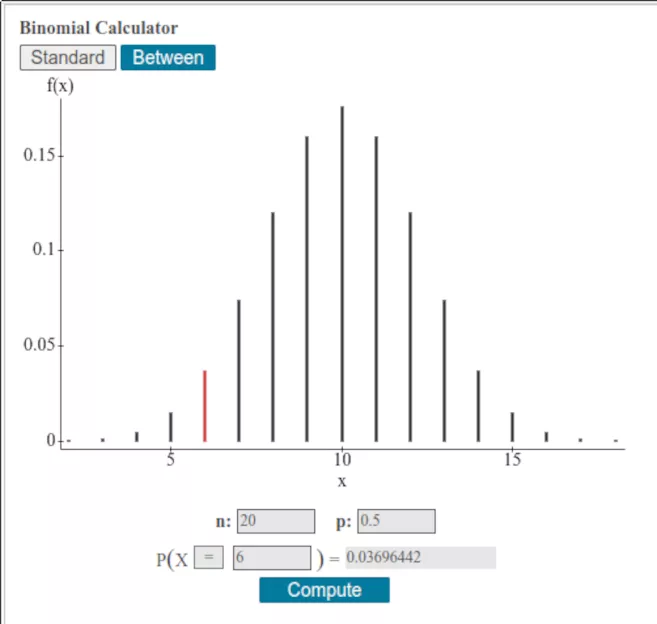 Binomial Calculator
Standard Between
f(x)
0.15
0.1
0.05
0
5 10 15
x
n: 20 p: 0.5
P(X = 6 ) = 0.03696442
Compute